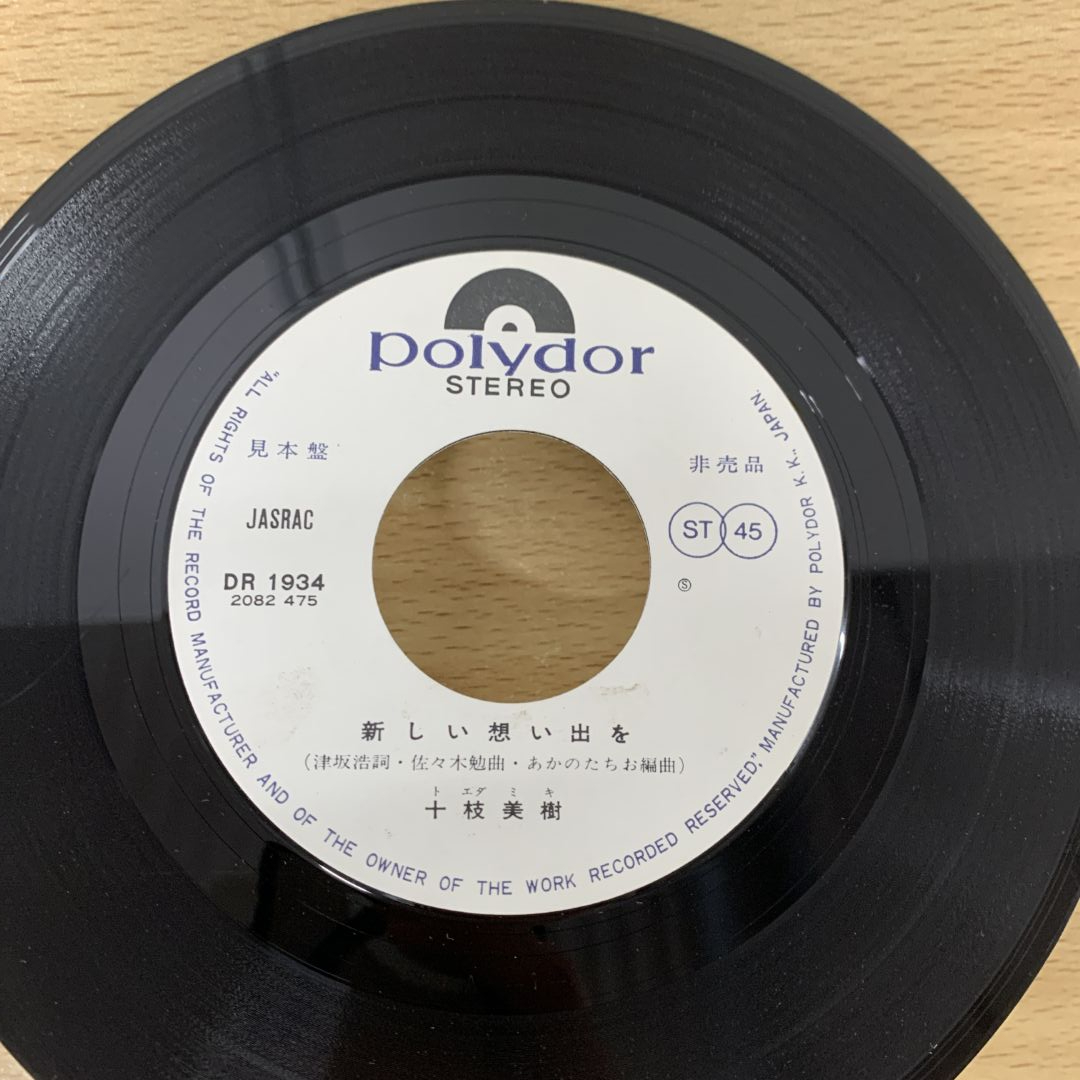 polydor
STEREO
見本盤
非売品
JASRAC
ST 45
DR 1934
2082 475
Ⓢ
新しい想い出を
(津坂浩詞・佐々木勉曲・あかのたちお編曲)
トエダミキ
十枝美樹
"ALL RIGHTS OF THE RECORD MANUFACTURER AND OF THE OWNER OF THE WORK RECORDED RESERVED," MANUFACTURED BY POLYDOR K.K., JAPAN.